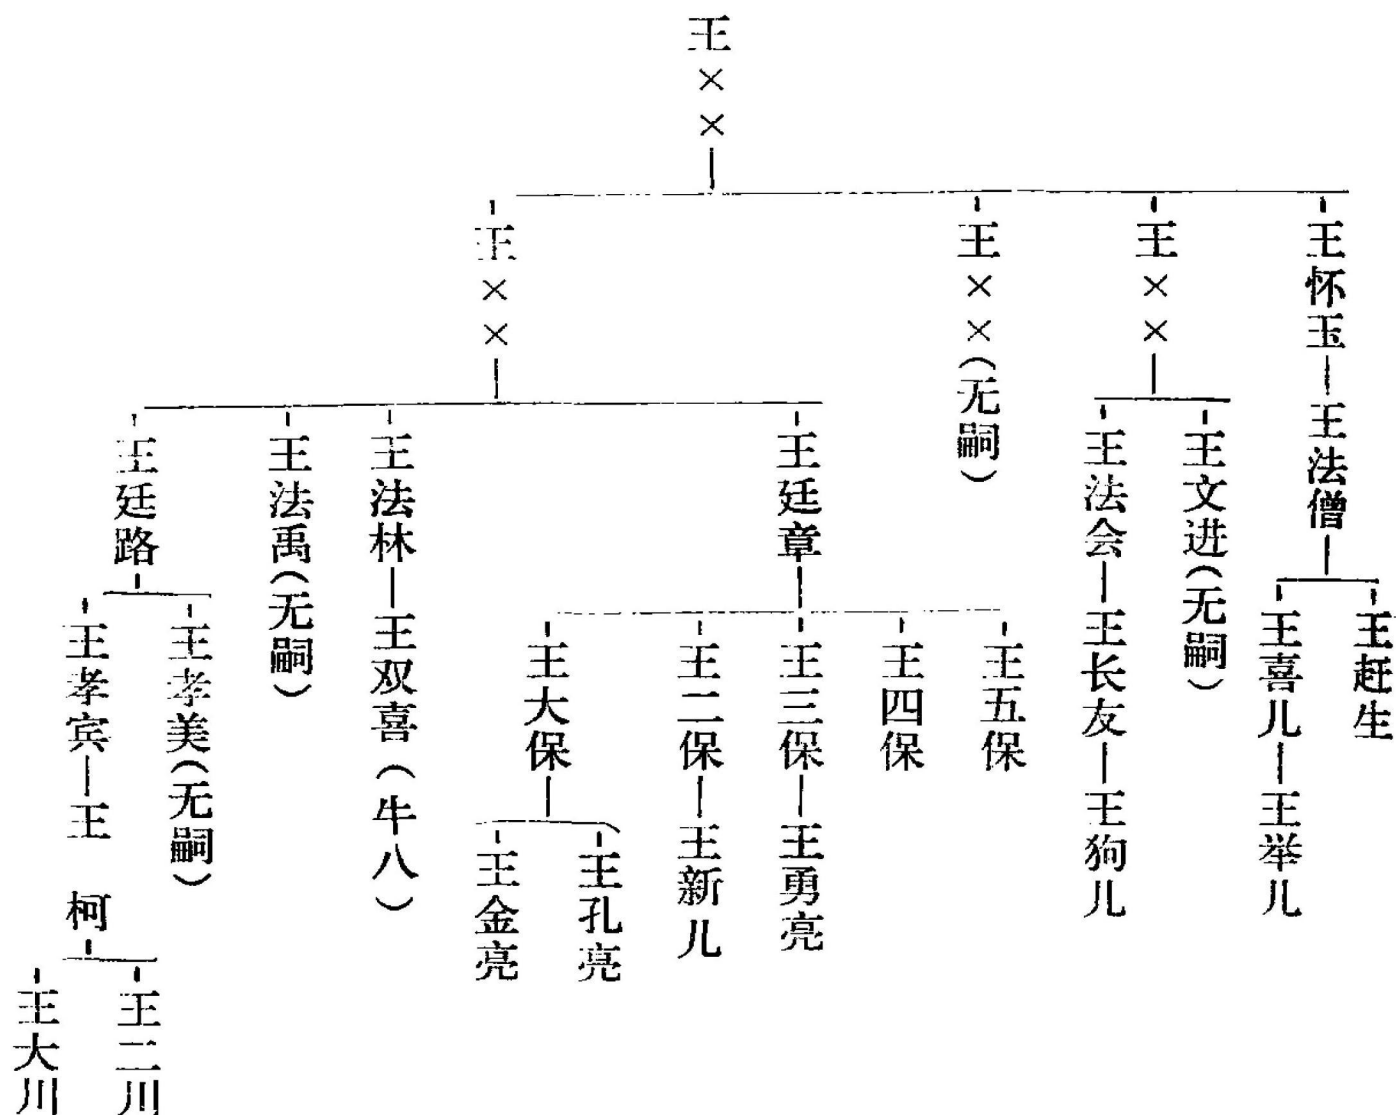 王××
王××
王××（无嗣）
王××
王怀玉
王法僧
王廷路
王法禹（无嗣）
王法林
王双喜（牛八）
王廷章
王法会
王长友
王狗儿
王文进（无嗣）
王喜儿
王举儿
王赶生
王孝宾
王柯
王孝美（无嗣）
王大保
王二保
王新儿
王三保
王勇亮
王四保
王五保
王金亮
王孔亮
王大川
王二川